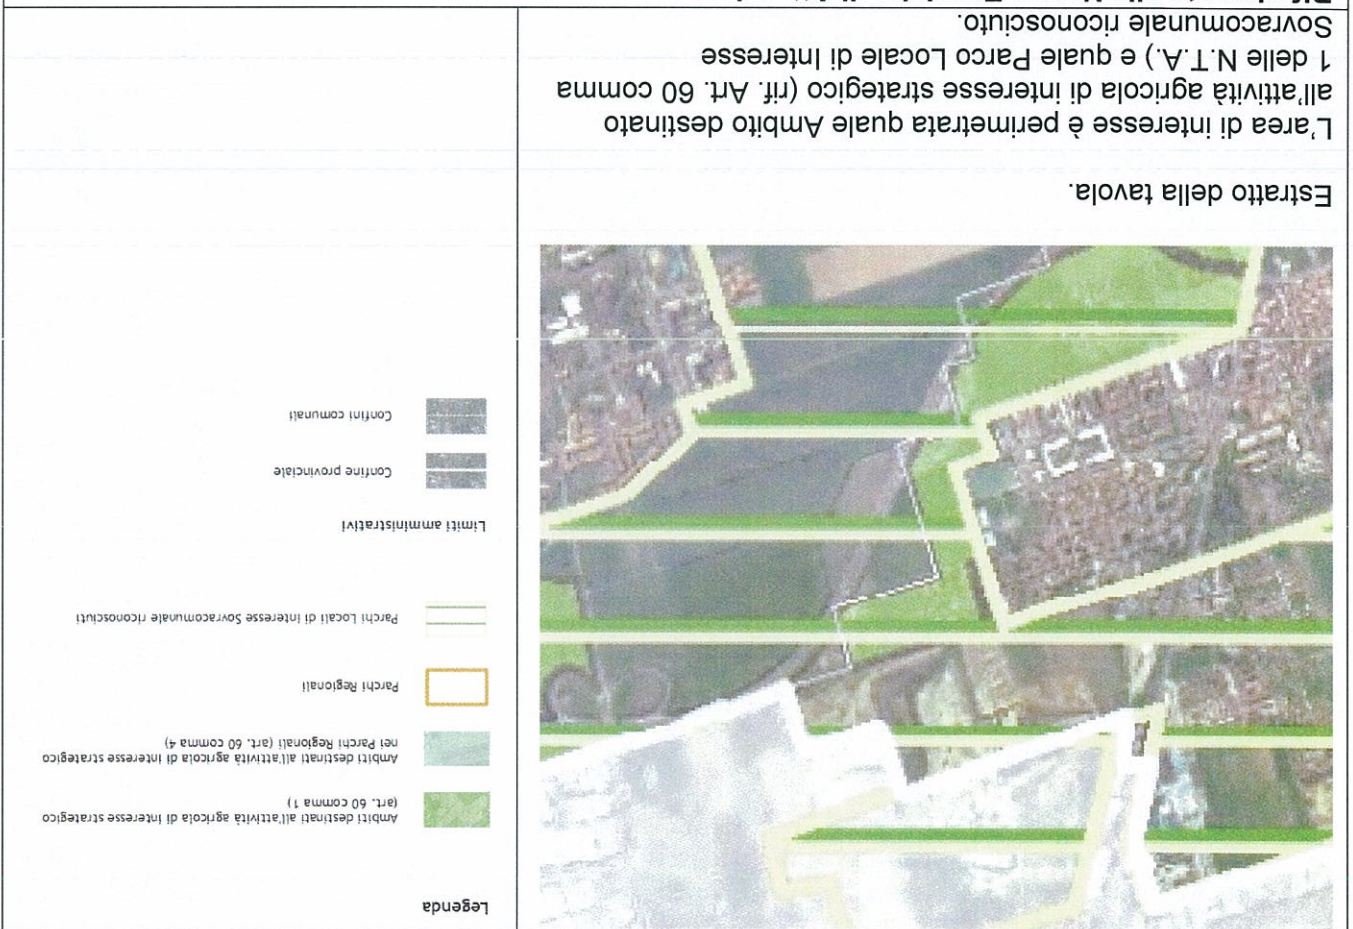 Legenda
Ambiti destinati all'attività agricola di interesse strategico
(art. 60 comma 1)
Ambiti destinati all'attività agricola di interesse strategico
nei Parchi Regionali (art. 60 comma 4)
Parchi Regionali
Parchi Locali di Interesse Sovracomunale riconosciuti
Limiti amministrativi
Confine provinciale
Confini comunali
Estratto della tavola.
L'area di interesse è perimetrata quale Ambito destinato
all'attività agricola di interesse strategico (rif. Art. 60 comma
1 delle N.T.A.) e quale Parco Locale di Interesse
Sovracomunale riconosciuto.